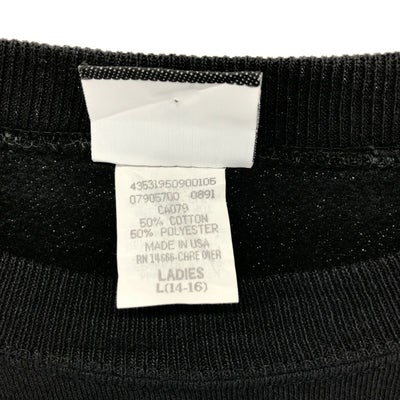 43531950900105
07905700 0891
CA079
50% COTTON
50% POLYESTER
MADE IN USA
RN 14666-CARE OVER
LADIES
L(14-16)